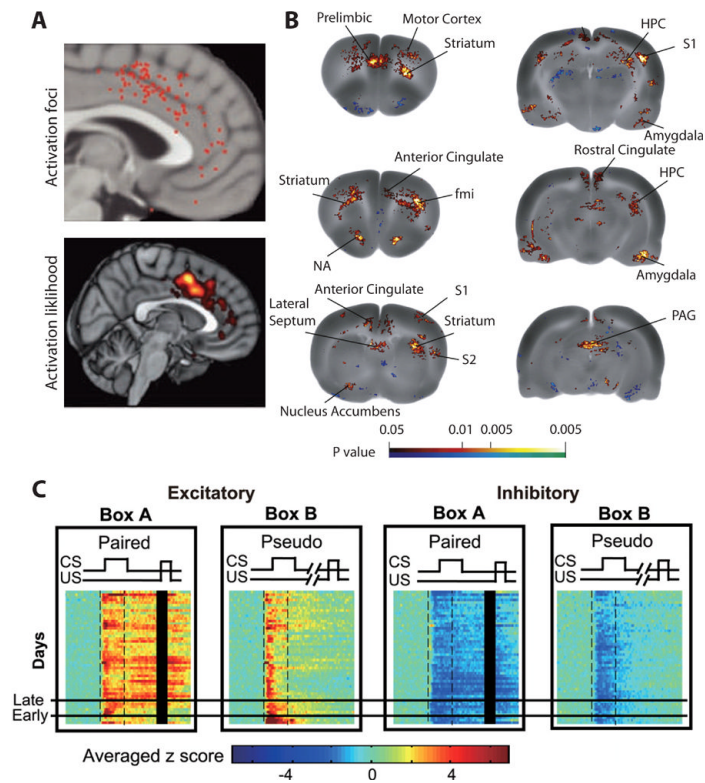 A
Activation foci
Activation liklihood
B
Prelimbic
Motor Cortex
Striatum
HPC
S1
Amygdala
Striatum
Anterior Cingulate
fmi
NA
Rostral Cingulate
HPC
Amygdala
Anterior Cingulate
Lateral
Septum
S1
Striatum
S2
Nucleus Accumbens
PAG
0.05 0.01 0.005 0.005
P value
C
Excitatory Inhibitory
Box A Box B Box A Box B
Paired Pseudo Paired Pseudo
CS CS CS CS
US US US US
Days
Late
Early
Averaged z score
-4 0 4